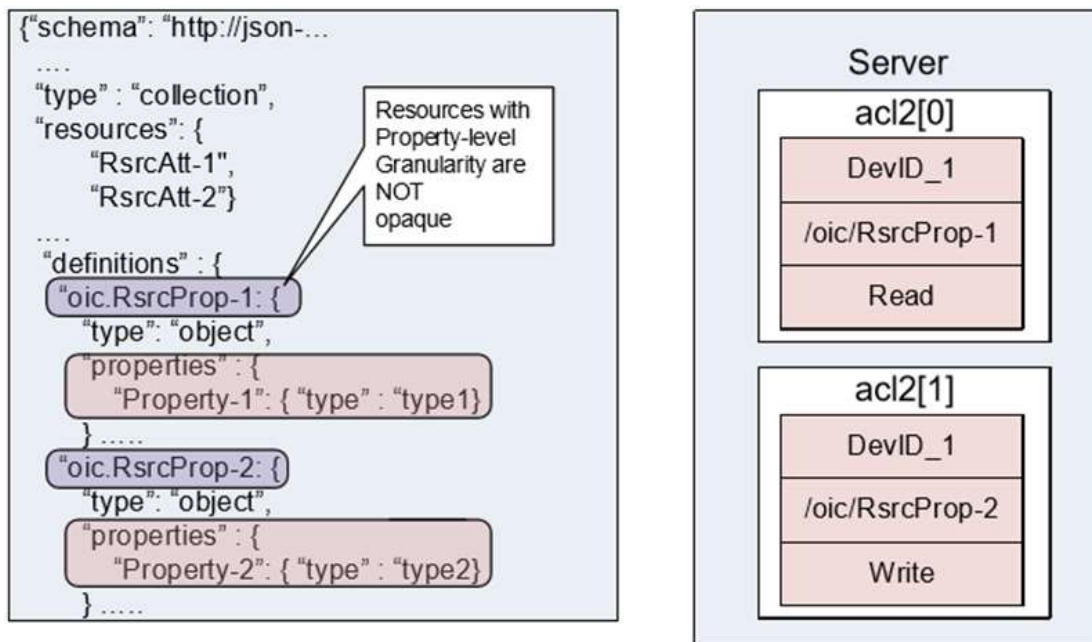 {“schema”: “http://json-...
....
“type” : “collection”,
“resources”: {
“RsrcAtt-1",
“RsrcAtt-2”}
....
“definitions” : {
“oic.RsrcProp-1: {
“type”: “object”,
“properties” : {
“Property-1”: { “type” : “type1}
} .....
“oic.RsrcProp-2: {
“type”: “object”,
“properties” : {
“Property-2”: { “type” : “type2}
} .....
Resources with
Property-level
Granularity are
NOT
opaque
Server
acl2[0]
DevID_1
/oic/RsrcProp-1
Read
acl2[1]
DevID_1
/oic/RsrcProp-2
Write